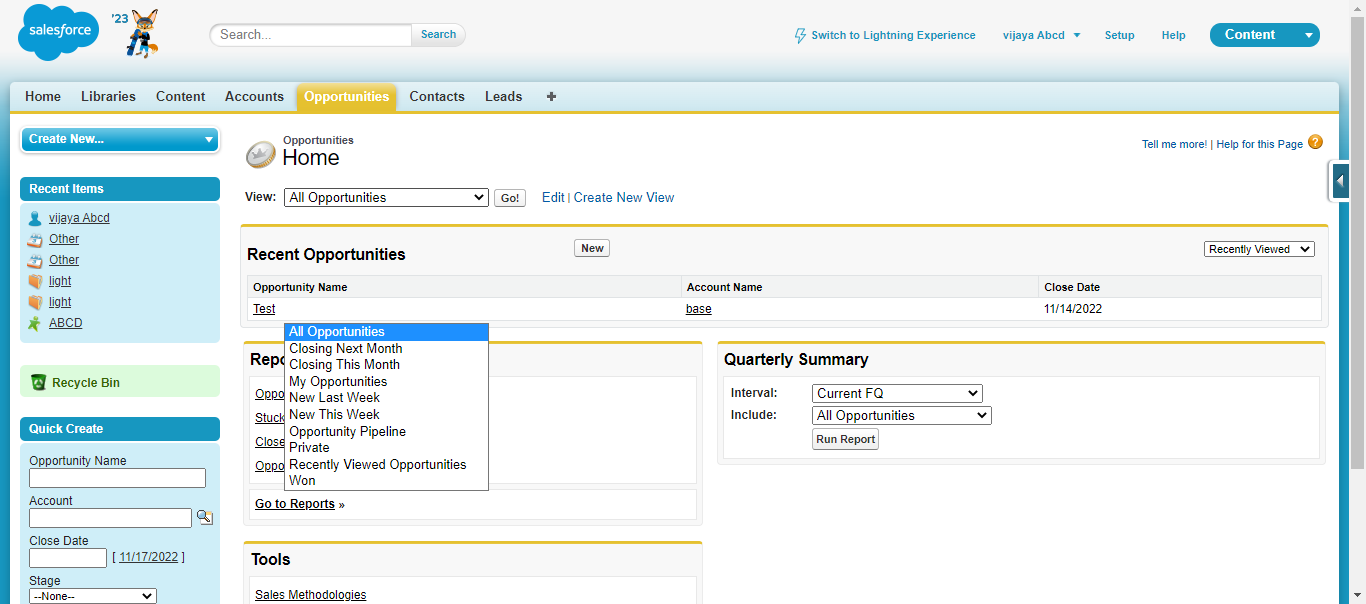 salesforce
'23
Search...
Search
Switch to Lightning Experience
vijaya Abcd
Setup
Help
Content
Home Libraries Content Accounts Opportunities Contacts Leads +
Create New...
Recent Items
vijaya Abcd
Other
Other
light
light
ABCD
Recycle Bin
Quick Create
Opportunity Name
Account
Close Date
[ 11/17/2022 ]
Stage
--None--
Opportunities
Home
Tell me more! | Help for this Page ?
View: All Opportunities Go! Edit | Create New View
Recent Opportunities New Recently Viewed
Opportunity Name Account Name Close Date
Test base 11/14/2022
All Opportunities
Closing Next Month
Closing This Month
My Opportunities
New Last Week
New This Week
Opportunity Pipeline
Private
Recently Viewed Opportunities
Won
Repo
Oppo
Stuck
Close
Oppo
Go to Reports »
Quarterly Summary
Interval: Current FQ
Include: All Opportunities
Run Report
Tools
Sales Methodologies